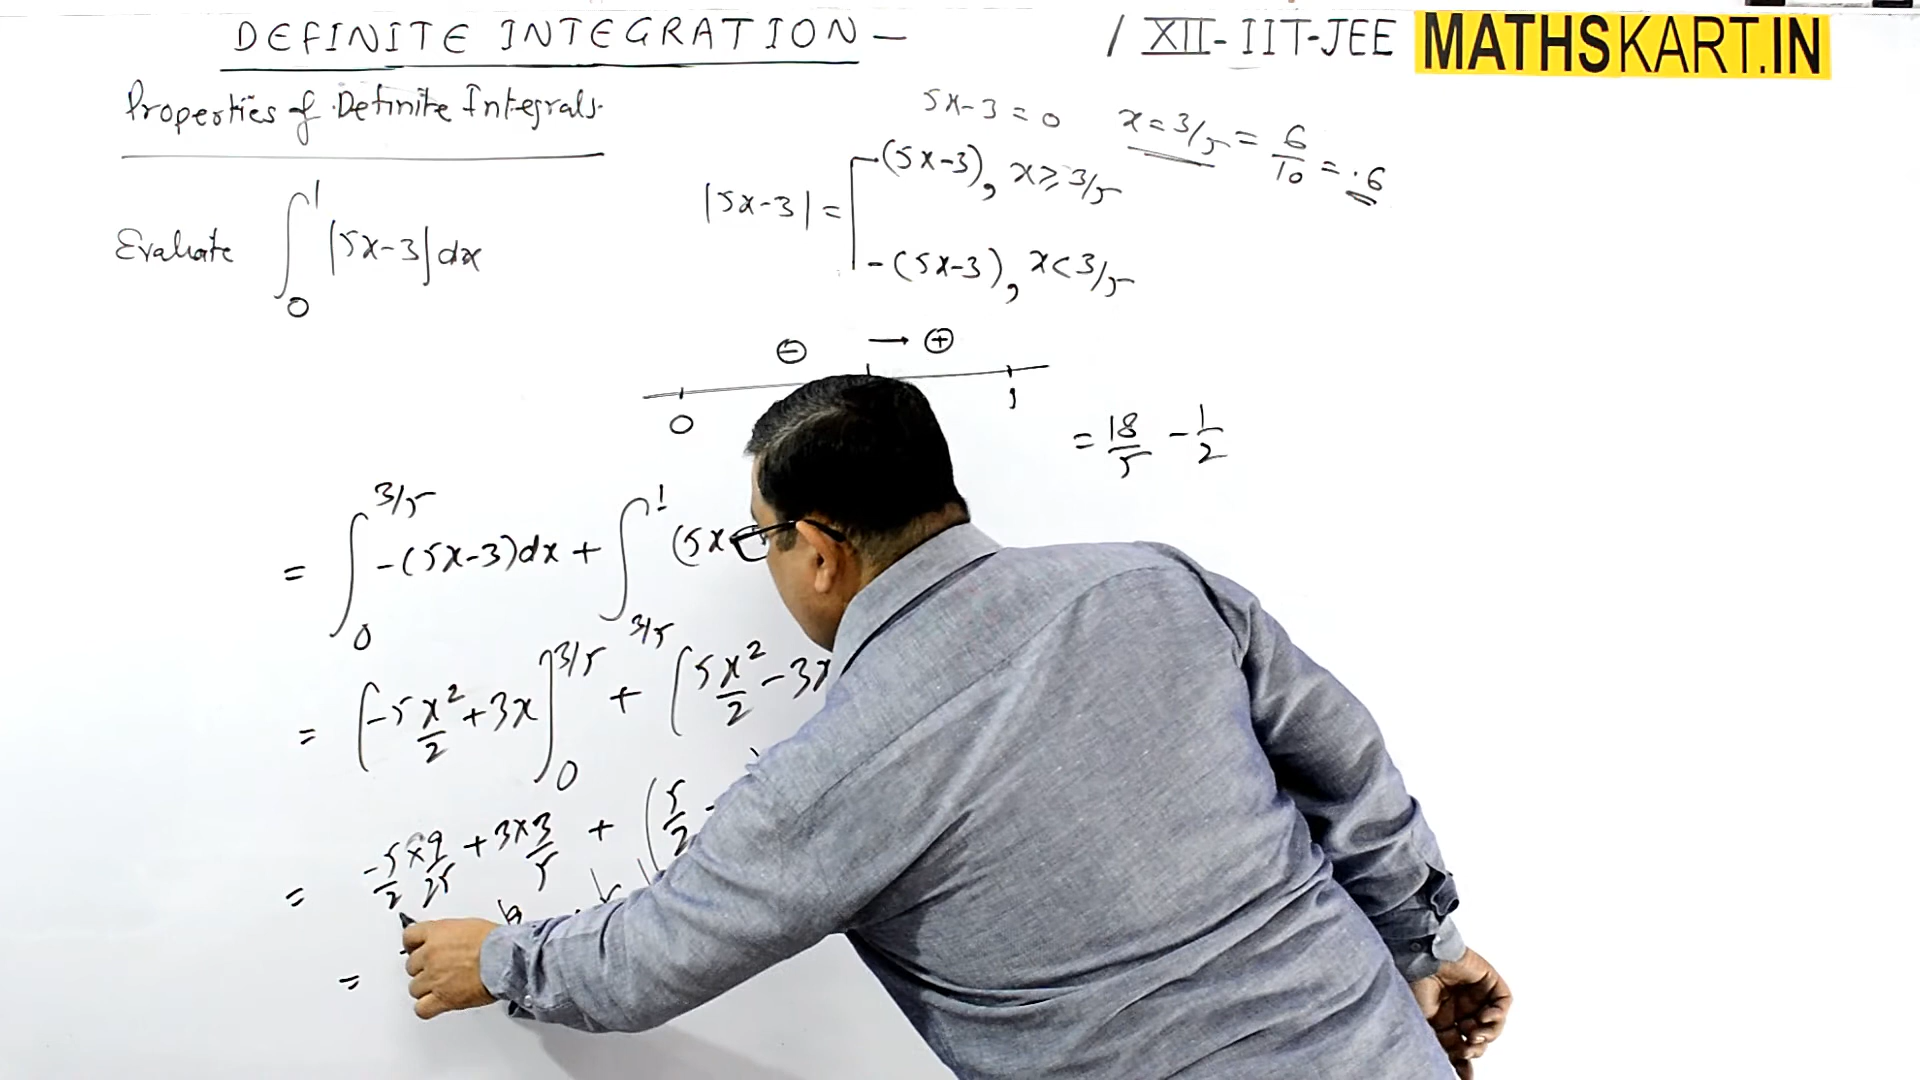 DEFINITE INTEGRATION - / XII-IIT-JEE MATHSKART.IN
Properties of Definite Integrals.
5x-3=0 x=3/5 = 6/10 = .6
Evaluate ∫₀¹ |5x-3| dx
|5x-3| = (5x-3), x≥3/5
-(5x-3), x<3/5
⊖ → ⊕
0 1
= 18/5 - 1/2
= ∫₀^(3/5) -(5x-3)dx + ∫_(3/5)^1 (5x
= [-5x²/2 + 3x]₀^(3/5) + [5x²/2 - 3x
= -5/2 × 9/25 + 3×3/5 + (5/2 -
=